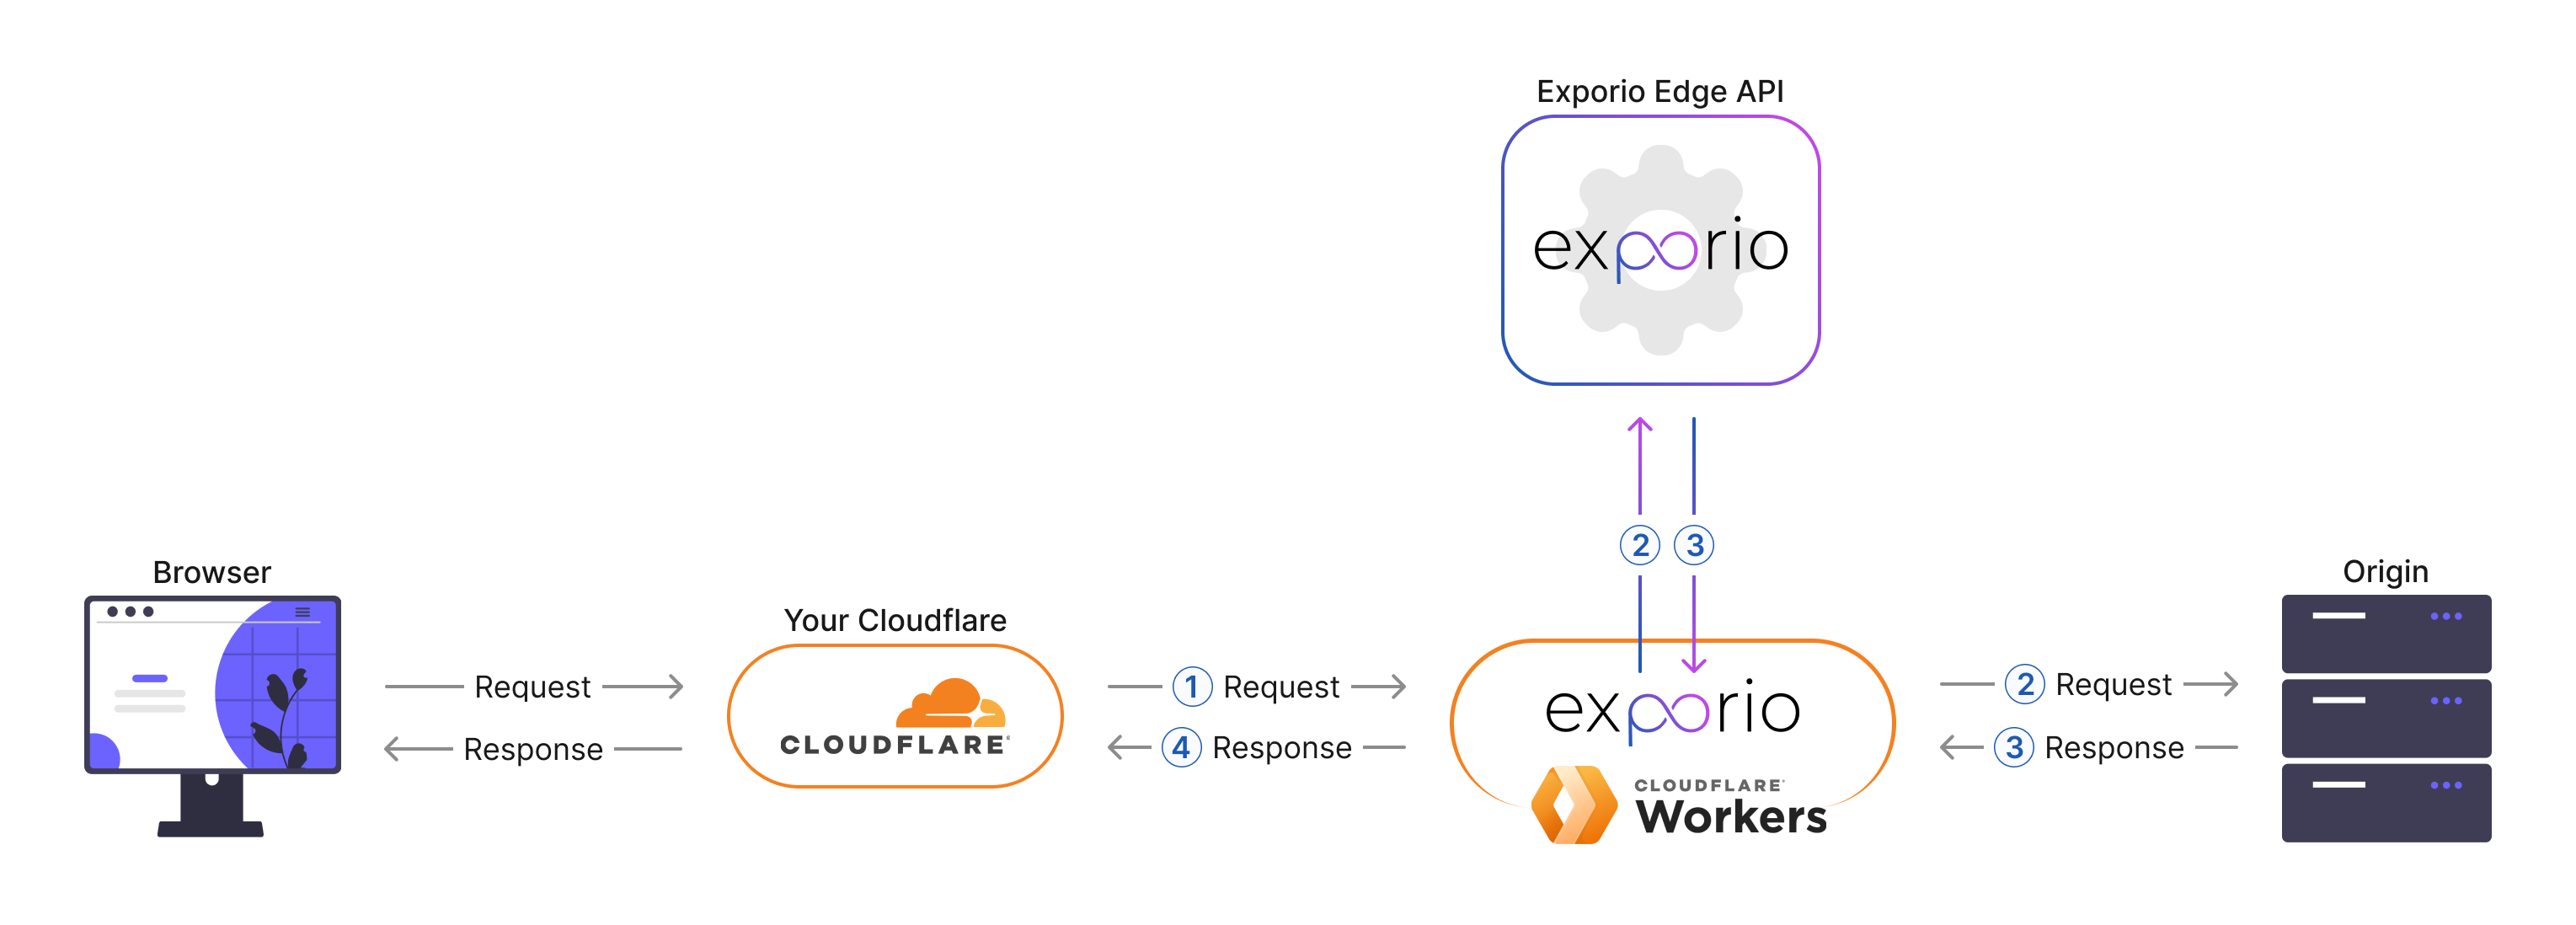 Exporio Edge API
exporio
Browser
Request
Response
Your Cloudflare
CLOUDFLARE
1 Request
4 Response
2 3
exporio
CLOUDFLARE
Workers
2 Request
3 Response
Origin